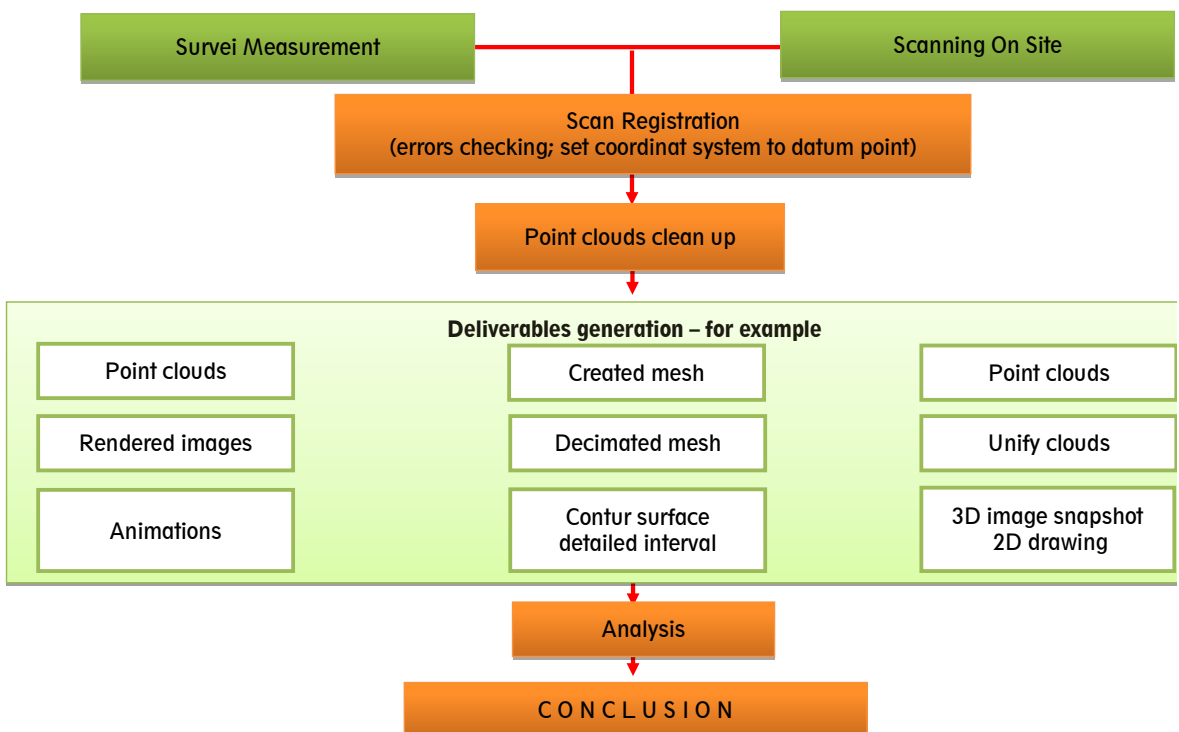 Survei Measurement
Scanning On Site
Scan Registration
(errors checking; set coordinat system to datum point)
Point clouds clean up
Deliverables generation – for example
Point clouds
Created mesh
Point clouds
Rendered images
Decimated mesh
Unify clouds
Animations
Contur surface
detailed interval
3D image snapshot
2D drawing
Analysis
CONCLUSION